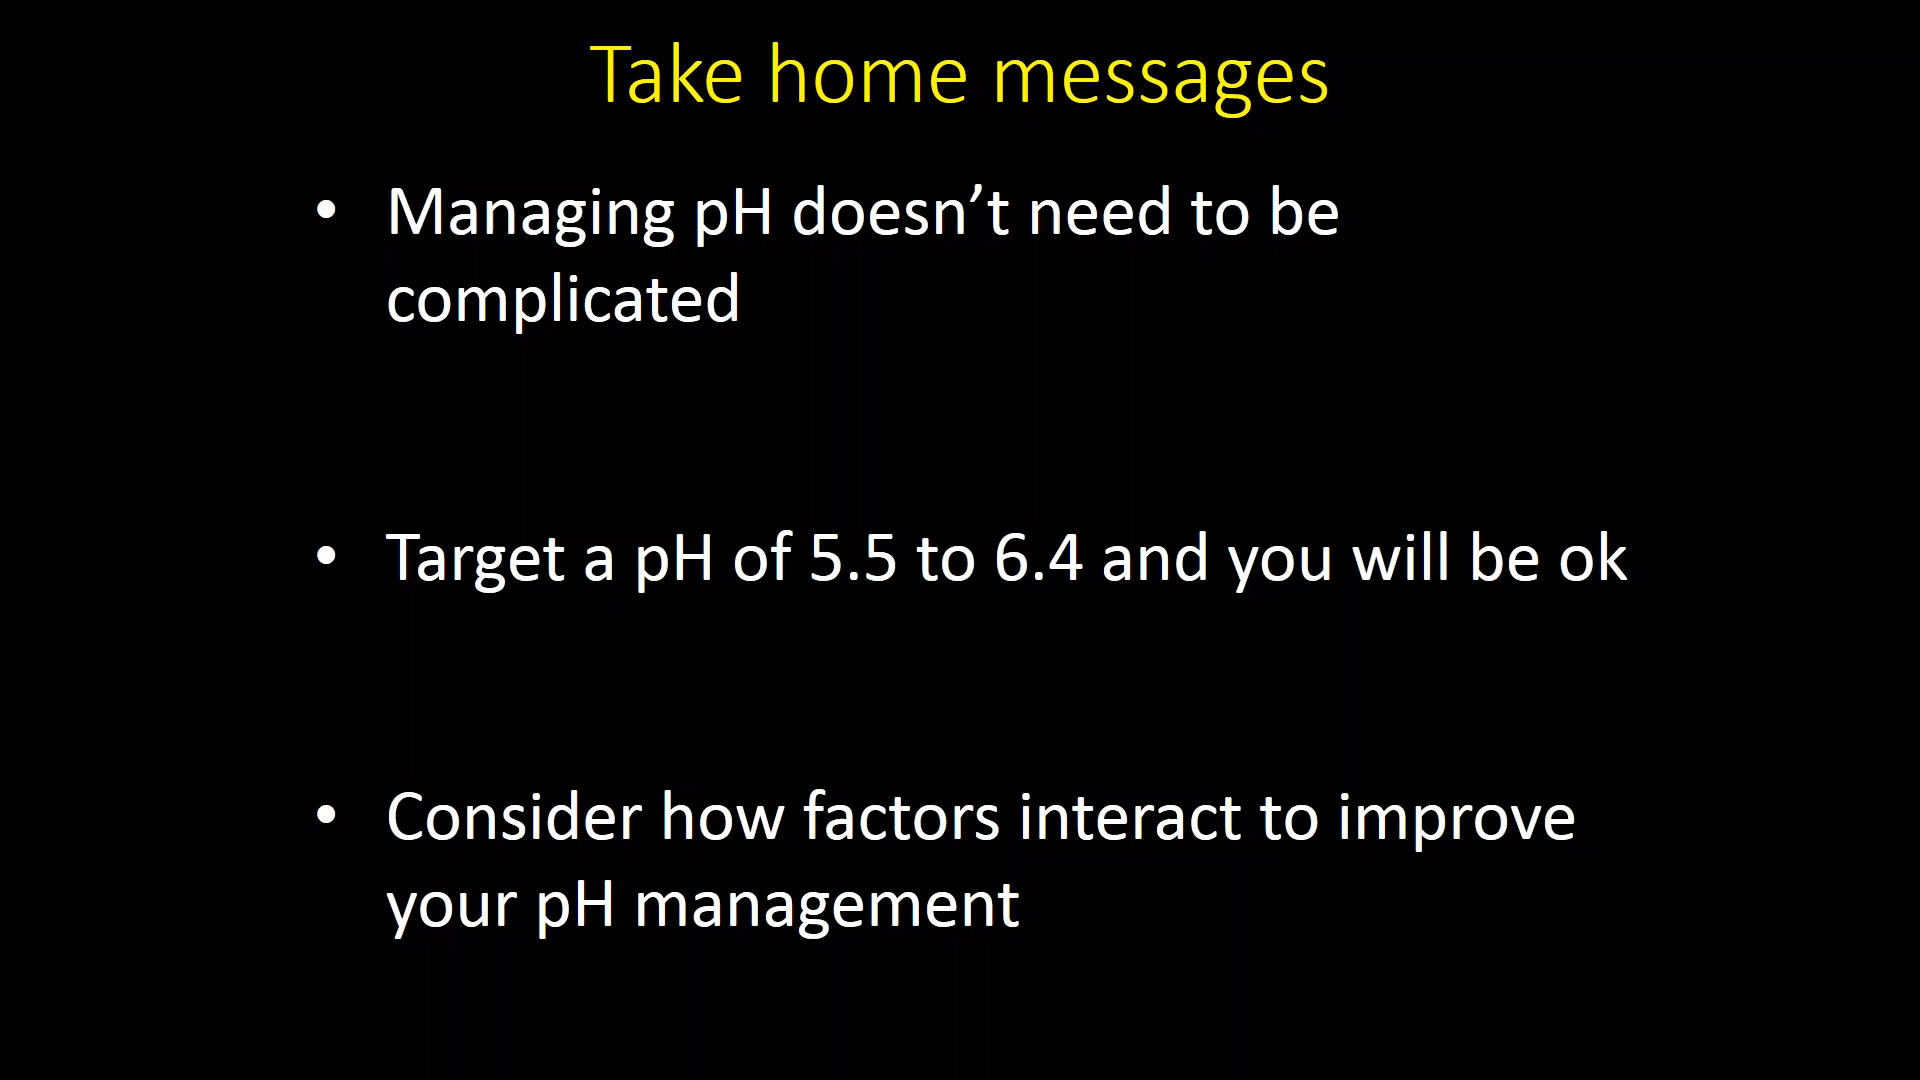 Take home messages
• Managing pH doesn’t need to be
complicated
• Target a pH of 5.5 to 6.4 and you will be ok
• Consider how factors interact to improve
your pH management